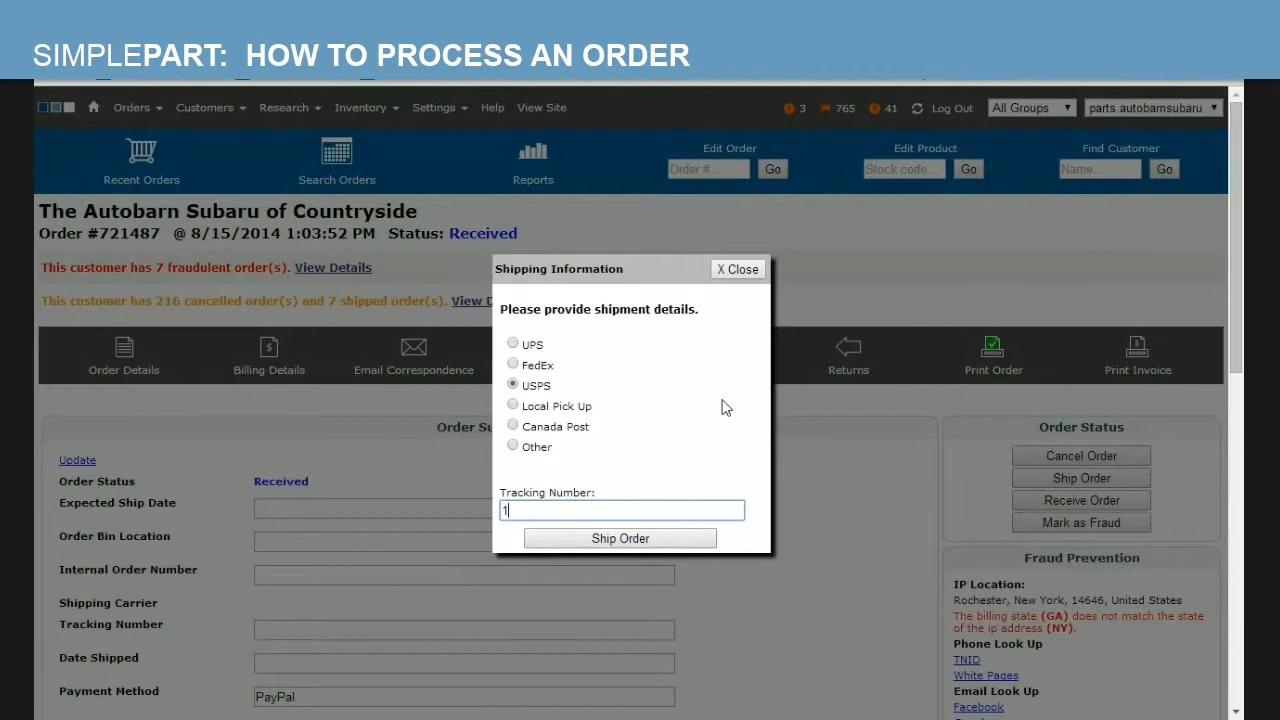 SIMPLEPART: HOW TO PROCESS AN ORDER
Orders Customers Research Inventory Settings Help View Site 3 765 41 Log Out All Groups parts.autobarnsubaru
Recent Orders Search Orders Reports
Edit Order Edit Product Find Customer
Order #... Go Stock code... Go Name... Go
The Autobarn Subaru of Countryside
Order #721487 @ 8/15/2014 1:03:52 PM Status: Received
This customer has 7 fraudulent order(s). View Details
This customer has 216 cancelled order(s) and 7 shipped order(s). View D
Order Details Billing Details Email Correspondence Returns Print Order Print Invoice
Shipping Information X Close
Please provide shipment details.
UPS
FedEx
USPS
Local Pick Up
Canada Post
Other
Tracking Number:
1
Ship Order
Order Su
Update
Order Status Received
Expected Ship Date
Order Bin Location
Internal Order Number
Shipping Carrier
Tracking Number
Date Shipped
Payment Method PayPal
Order Status
Cancel Order
Ship Order
Receive Order
Mark as Fraud
Fraud Prevention
IP Location:
Rochester, New York, 14646, United States
The billing state (GA) does not match the state
of the ip address (NY).
Phone Look Up
TNID
White Pages
Email Look Up
Facebook